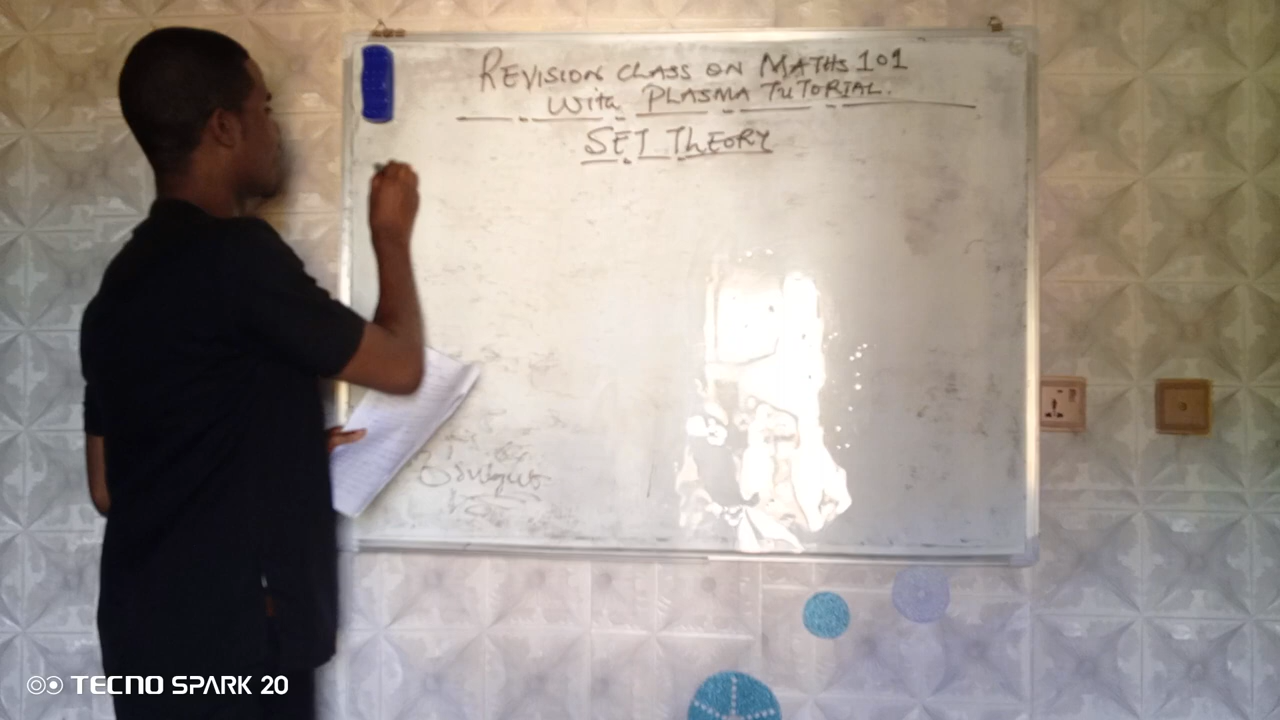 REVISION CLASS ON MATHS 101
With PLASMA TUTORIAL.
SET THEORY
TECNO SPARK 20